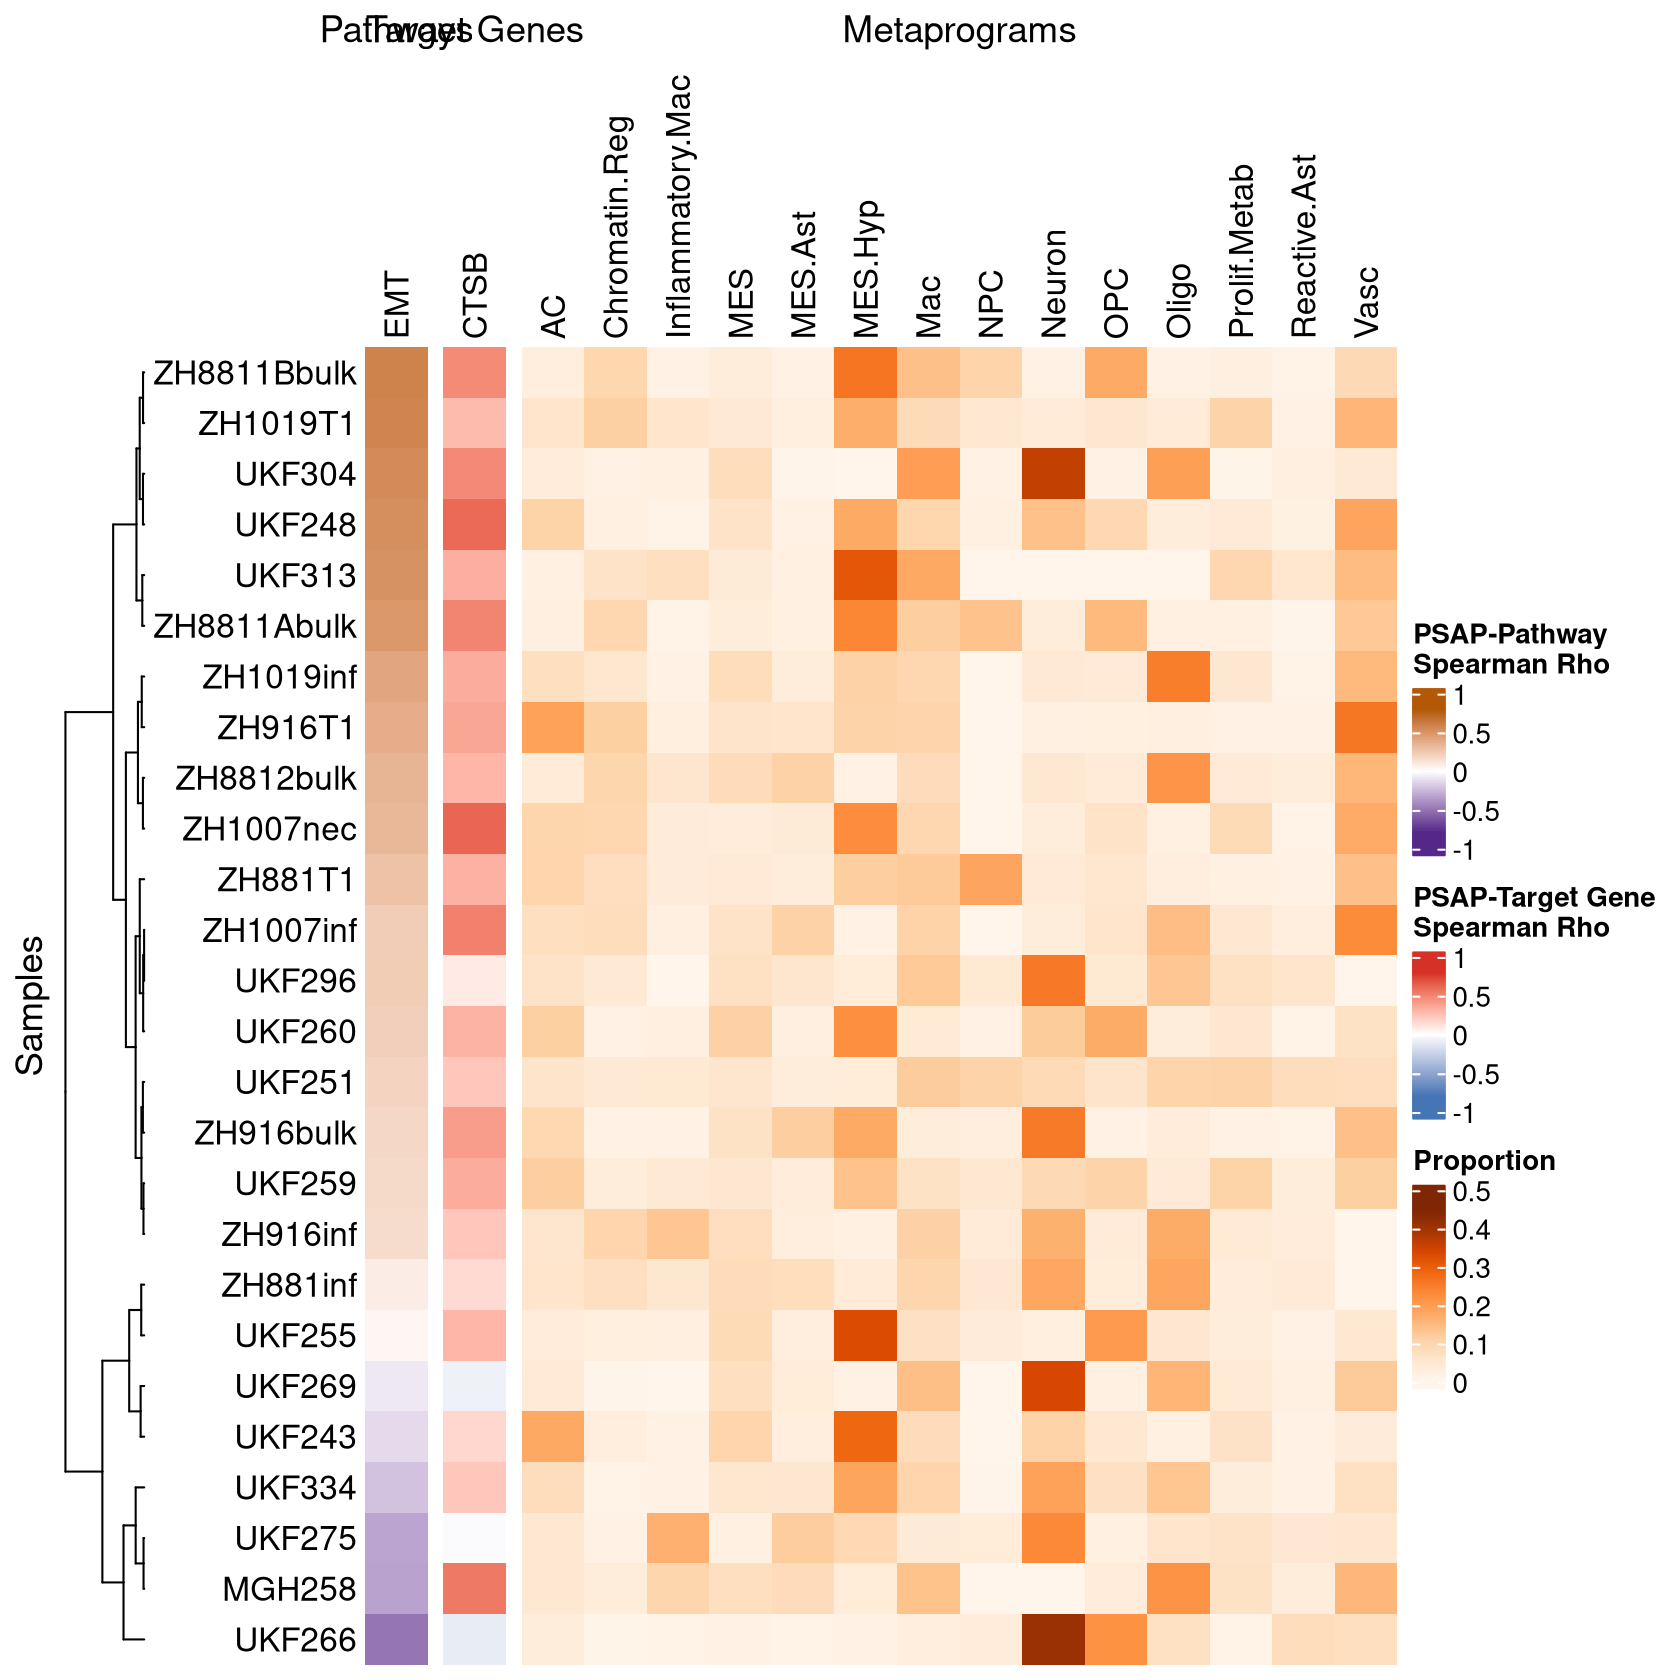 Pathways
Target Genes
Metaprograms
EMT
CTSB
AC
Chromatin.Reg
Inflammatory.Mac
MES
MES.Ast
MES.Hyp
Mac
NPC
Neuron
OPC
Oligo
Prolif.Metab
Reactive.Ast
Vasc
Samples
ZH8811Bbulk
ZH1019T1
UKF304
UKF248
UKF313
ZH8811Abulk
ZH1019inf
ZH916T1
ZH8812bulk
ZH1007nec
ZH881T1
ZH1007inf
UKF296
UKF260
UKF251
ZH916bulk
UKF259
ZH916inf
ZH881inf
UKF255
UKF269
UKF243
UKF334
UKF275
MGH258
UKF266
PSAP-Pathway
Spearman Rho
1
0.5
0
-0.5
-1
PSAP-Target Gene
Spearman Rho
1
0.5
0
-0.5
-1
Proportion
0.5
0.4
0.3
0.2
0.1
0